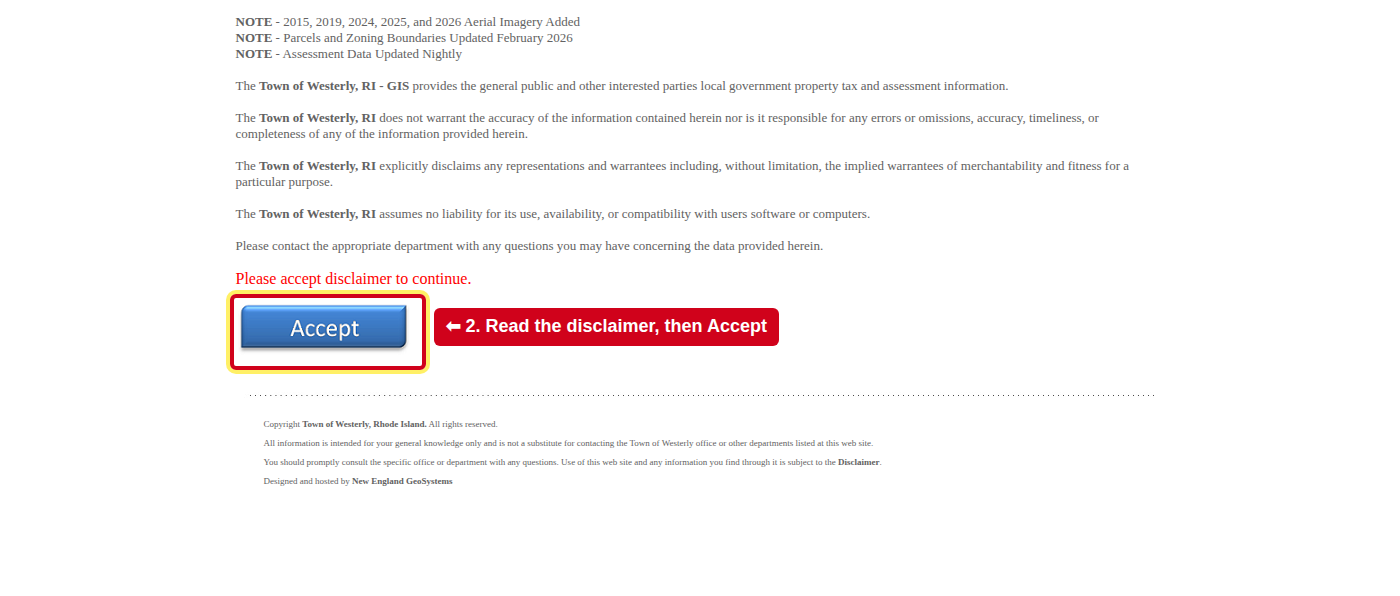 NOTE - 2015, 2019, 2024, 2025, and 2026 Aerial Imagery Added
NOTE - Parcels and Zoning Boundaries Updated February 2026
NOTE - Assessment Data Updated Nightly
The Town of Westerly, RI - GIS provides the general public and other interested parties local government property tax and assessment information.
The Town of Westerly, RI does not warrant the accuracy of the information contained herein nor is it responsible for any errors or omissions, accuracy, timeliness, or
completeness of any of the information provided herein.
The Town of Westerly, RI explicitly disclaims any representations and warrantees including, without limitation, the implied warrantees of merchantability and fitness for a
particular purpose.
The Town of Westerly, RI assumes no liability for its use, availability, or compatibility with users software or computers.
Please contact the appropriate department with any questions you may have concerning the data provided herein.
Please accept disclaimer to continue.
Accept
⬅ 2. Read the disclaimer, then Accept
Copyright Town of Westerly, Rhode Island. All rights reserved.
All information is intended for your general knowledge only and is not a substitute for contacting the Town of Westerly office or other departments listed at this web site.
You should promptly consult the specific office or department with any questions. Use of this web site and any information you find through it is subject to the Disclaimer.
Designed and hosted by New England GeoSystems